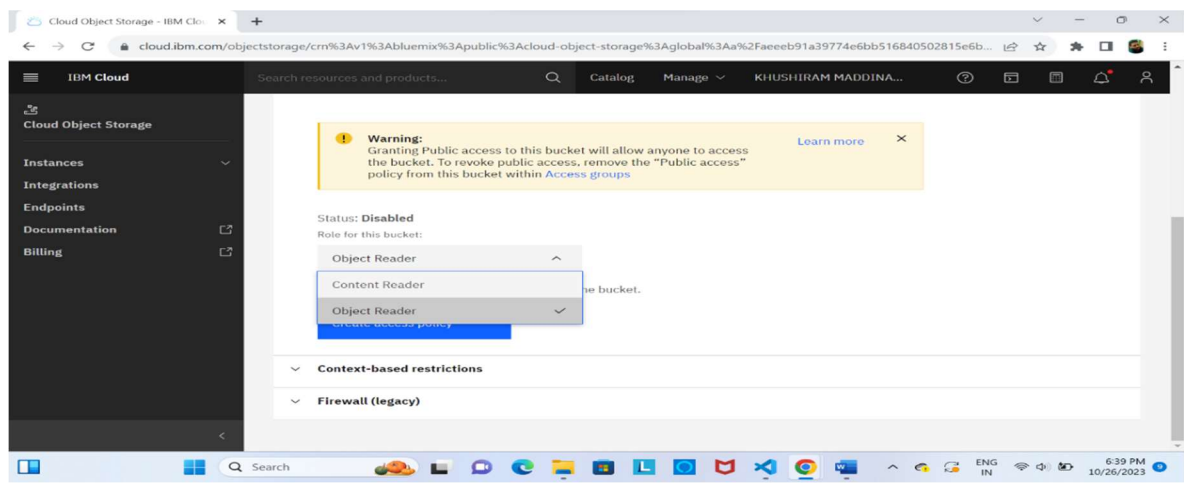 Cloud Object Storage - IBM Clo
cloud.ibm.com/objectstorage/crn%3Av1%3Abluemix%3Apublic%3Acloud-object-storage%3Aglobal%3Aa%2Faeeeb91a39774e6bb516840502815e6b...
IBM Cloud
Search resources and products...
Catalog
Manage
KHUSHIRAM MADDINA...
Cloud Object Storage
Instances
Integrations
Endpoints
Documentation
Billing
Warning:
Learn more
Granting Public access to this bucket will allow anyone to access
the bucket. To revoke public access, remove the "Public access"
policy from this bucket within Access groups
Status: Disabled
Role for this bucket:
Object Reader
Content Reader
he bucket.
Object Reader
Create access policy
Context-based restrictions
Firewall (legacy)
Search
ENG
IN
6:39 PM
10/26/2023